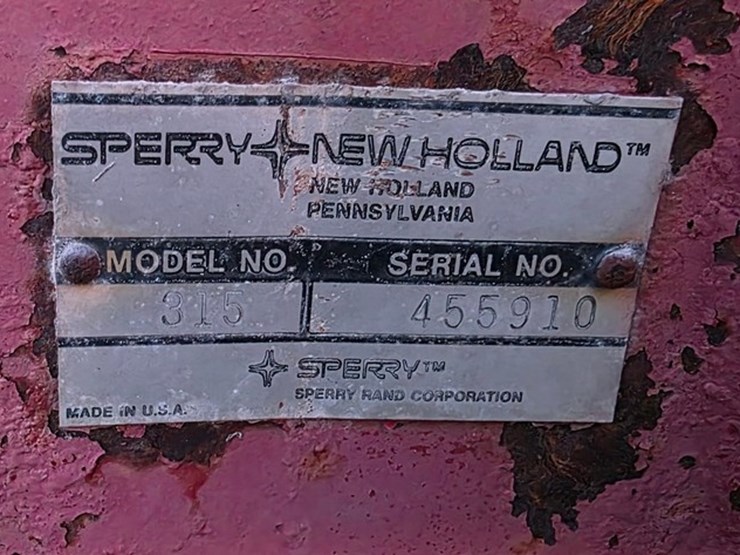 SPERRY NEW HOLLAND™
NEW HOLLAND
PENNSYLVANIA
MODEL NO. SERIAL NO.
315 455910
SPERRY™
SPERRY RAND CORPORATION
MADE IN U.S.A.